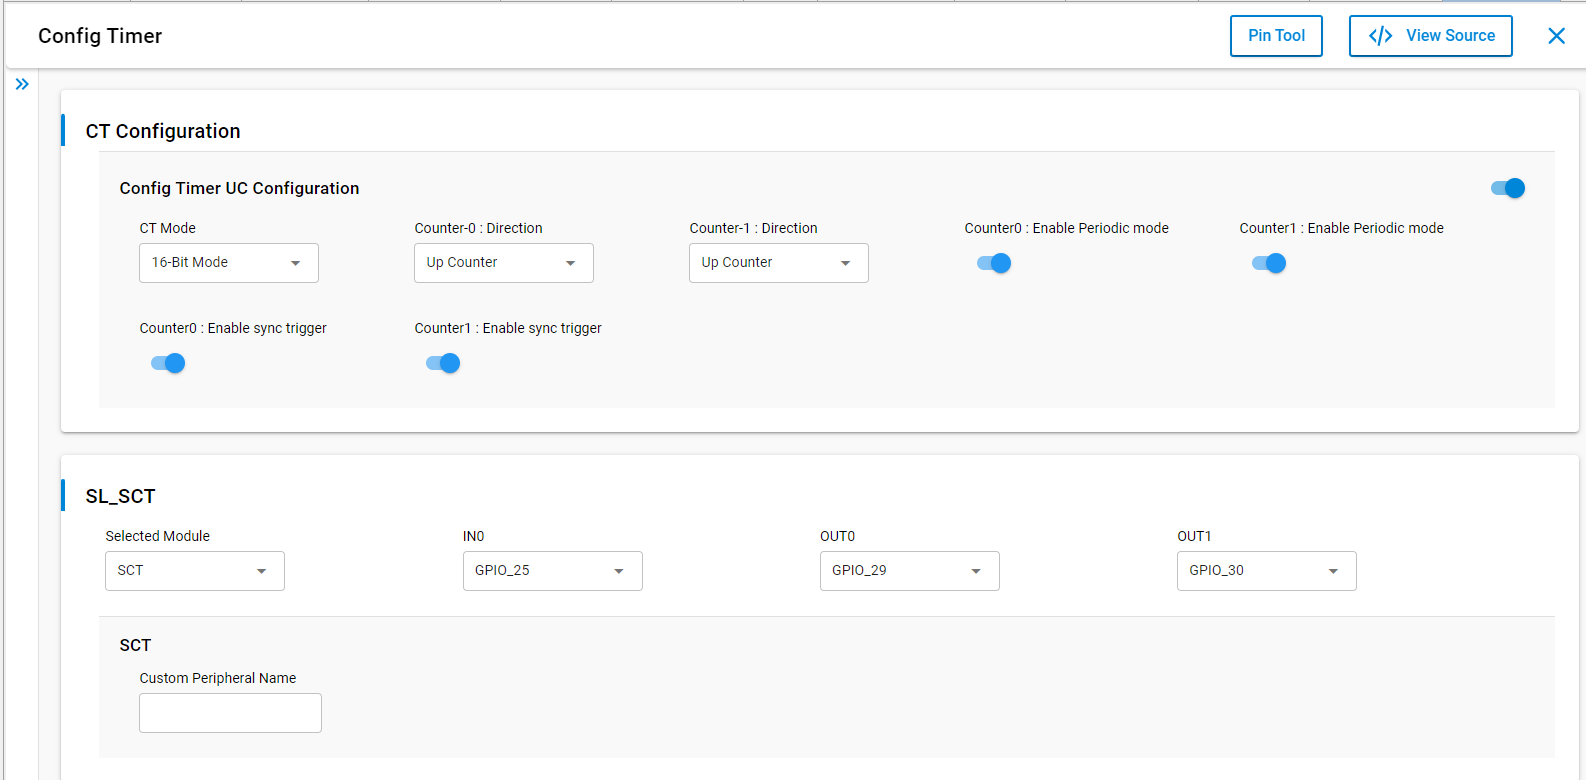 Config Timer
Pin Tool
</> View Source
CT Configuration
Config Timer UC Configuration
CT Mode
Counter-0 : Direction
Counter-1 : Direction
Counter0 : Enable Periodic mode
Counter1 : Enable Periodic mode
16-Bit Mode
Up Counter
Up Counter
Counter0 : Enable sync trigger
Counter1 : Enable sync trigger
SL_SCT
Selected Module
IN0
OUT0
OUT1
SCT
GPIO_25
GPIO_29
GPIO_30
SCT
Custom Peripheral Name